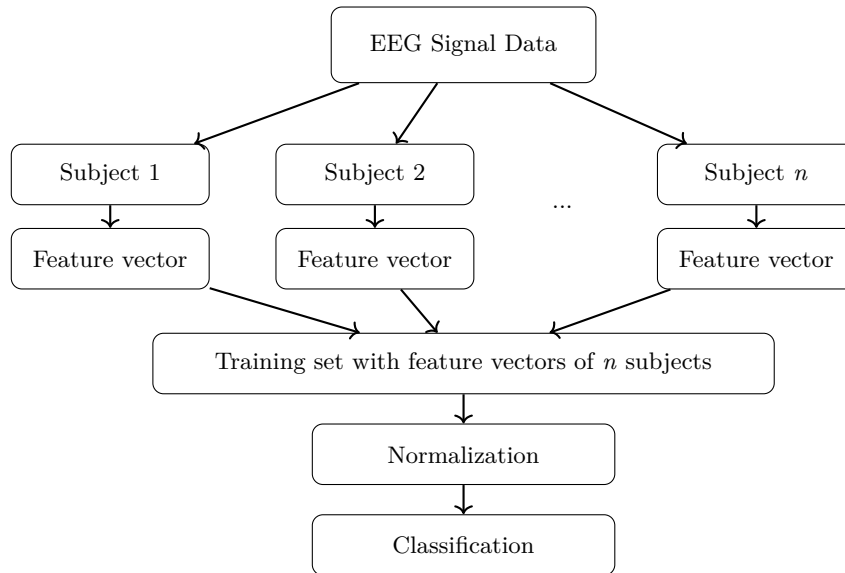 EEG Signal Data
Subject 1
Subject 2
Subject n
...
Feature vector
Feature vector
Feature vector
Training set with feature vectors of n subjects
Normalization
Classification